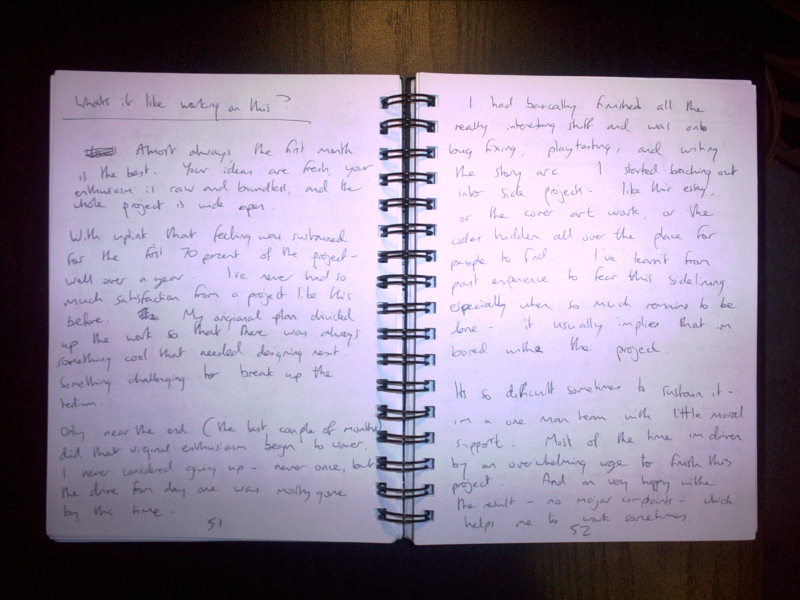 Whats it like working on this?
Almost always the first month
is the best. Your ideas are fresh, your
enthusiasm is raw and boundless, and the
whole project is wide open.
With uplink that feeling was sustained
for the first 70 percent of the project -
well over a year. I've never had so
much satisfaction from a project like this
before. My origional plan divided
up the work so that there was always
something cool that needed designing next
something challenging to break up the
tedium.
Only near the end (the last couple of months)
did that virginal enthusiasm begin to waver.
I never considered giving up - never once, but
the drive from day one was mostly gone
by this time.
51
I had basically finished all the
really interesting stuff and was onto
bug fixing, playtesting, and writing
the story arc. I started branching out
into side projects - like this essay,
or the cover art work, or the
codes hidden all over the place for
people to find. I've learnt from
past experience to fear this sidelining
especially when so much remains to be
done - it usually implies that im
bored with the project.
Its so difficult sometimes to sustain it -
im a one man team with little moral
support. Most of the time im driven
by an overwhelming urge to finish this
project. And am very happy with
the result - no major complaints - which
helps me to work sometimes.
52